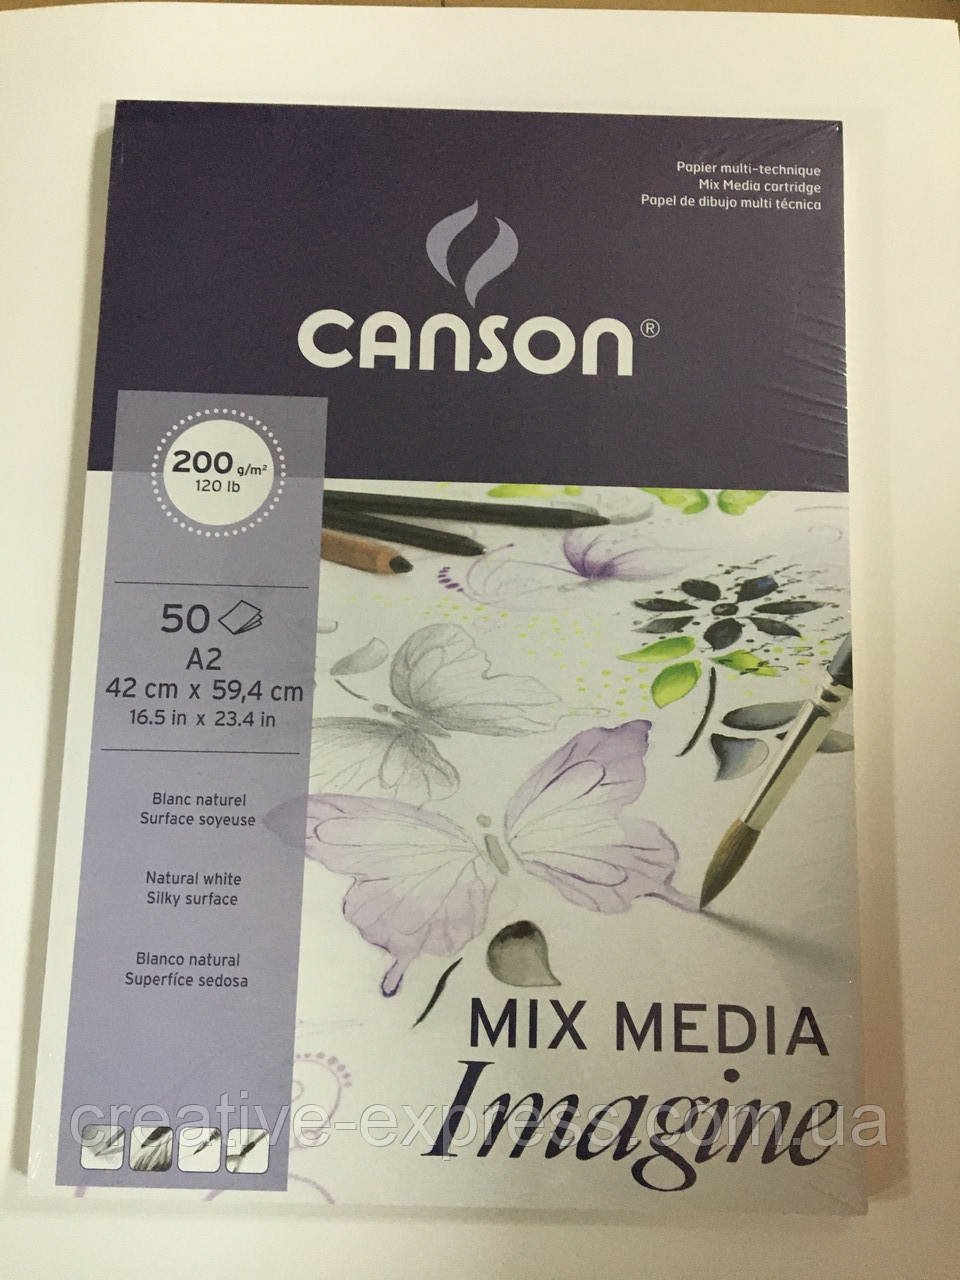 Papier multi-technique
Mix Media cartridge
Papel de dibujo multi técnica
CANSON®
200 g/m²
120 lb
50
A2
42 cm x 59,4 cm
16.5 in x 23.4 in
Blanc naturel
Surface soyeuse
Natural white
Silky surface
Blanco natural
Superfíce sedosa
MIX MEDIA
Imagine
creative-express.com.ua